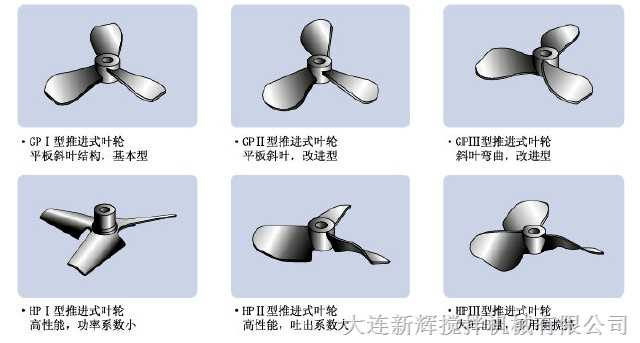 ·GPⅠ型推进式叶轮
平板斜叶结构，基本型
·GPⅡ型推进式叶轮
平板斜叶，改进型
·GPⅢ型推进式叶轮
斜叶弯曲，改进型
·HPⅠ型推进式叶轮
高性能，功率系数小
·HPⅡ型推进式叶轮
高性能，吐出系数大
·HPⅢ型推进式叶轮
大吐出量，
大连新辉搅拌机械有限公司